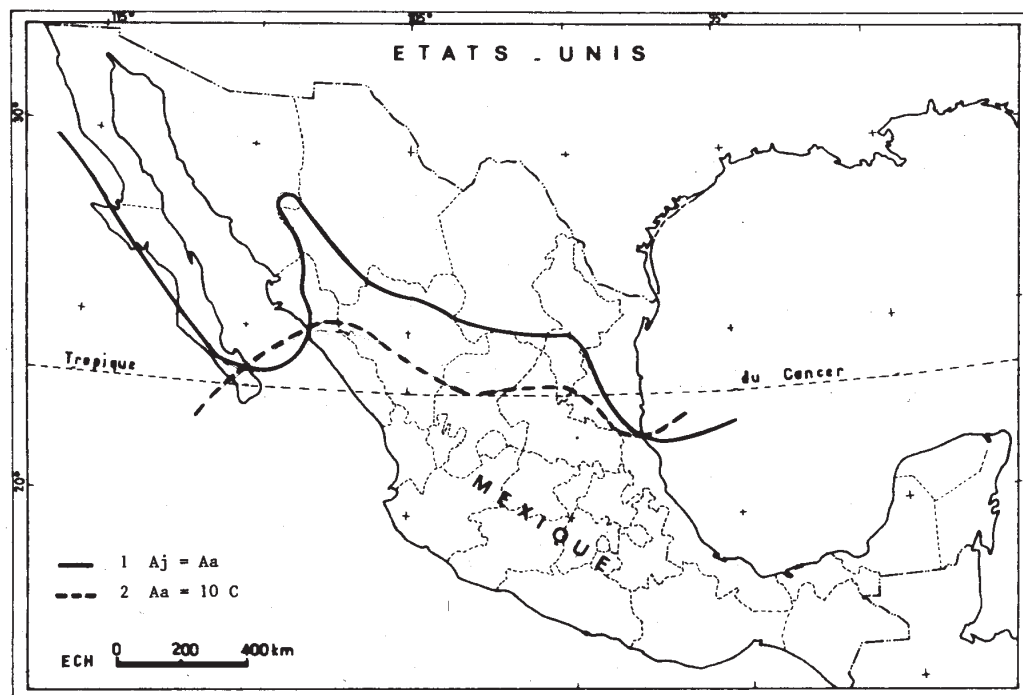 115° 105° 95°
ETATS - UNIS
30°
Tropique du Cancer
20°
MEXIQUE
1 Aj = Aa
2 Aa = 10 C
ECH 0 200 400 km